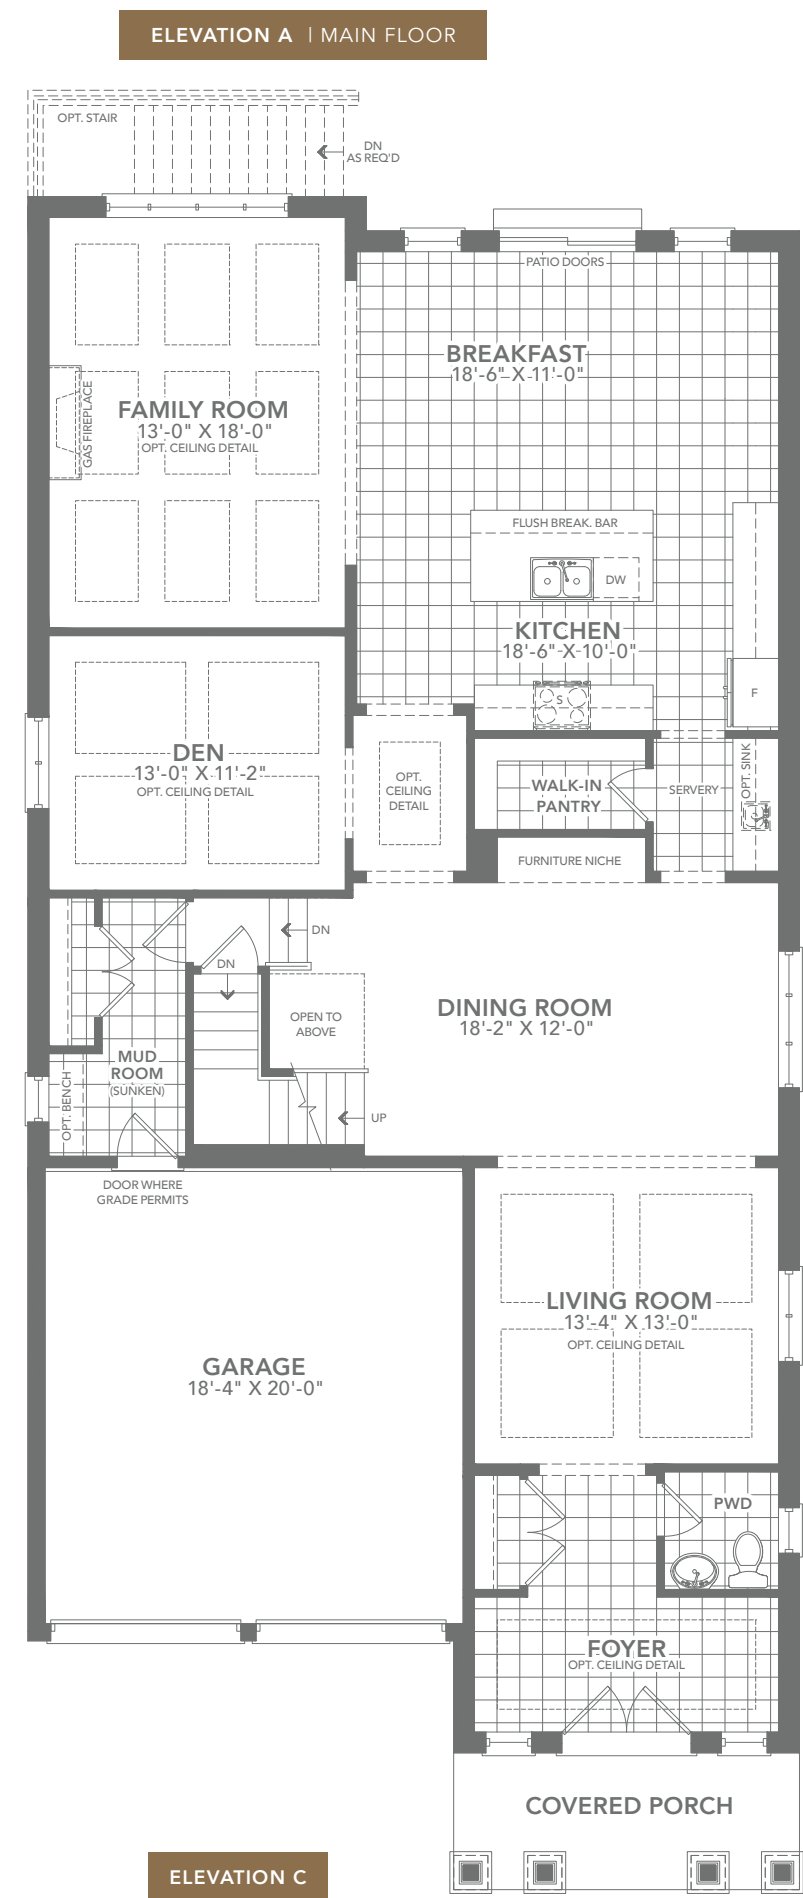 ELEVATION A | MAIN FLOOR
OPT. STAIR
DN
AS REQ'D
PATIO DOORS
BREAKFAST
18'-6" X 11'-0"
GAS FIREPLACE
FAMILY ROOM
13'-0" X 18'-0"
OPT. CEILING DETAIL
FLUSH BREAK. BAR
DW
KITCHEN
18'-6" X 10'-0"
S
F
DEN
13'-0" X 11'-2"
OPT. CEILING DETAIL
OPT.
CEILING
DETAIL
WALK-IN
PANTRY
SERVERY
OPT. SINK
FURNITURE NICHE
DN
DN
OPEN TO
ABOVE
DINING ROOM
18'-2" X 12'-0"
MUD
ROOM
(SUNKEN)
OPT. BENCH
UP
DOOR WHERE
GRADE PERMITS
LIVING ROOM
13'-4" X 13'-0"
OPT. CEILING DETAIL
GARAGE
18'-4" X 20'-0"
PWD
FOYER
OPT. CEILING DETAIL
COVERED PORCH
ELEVATION C